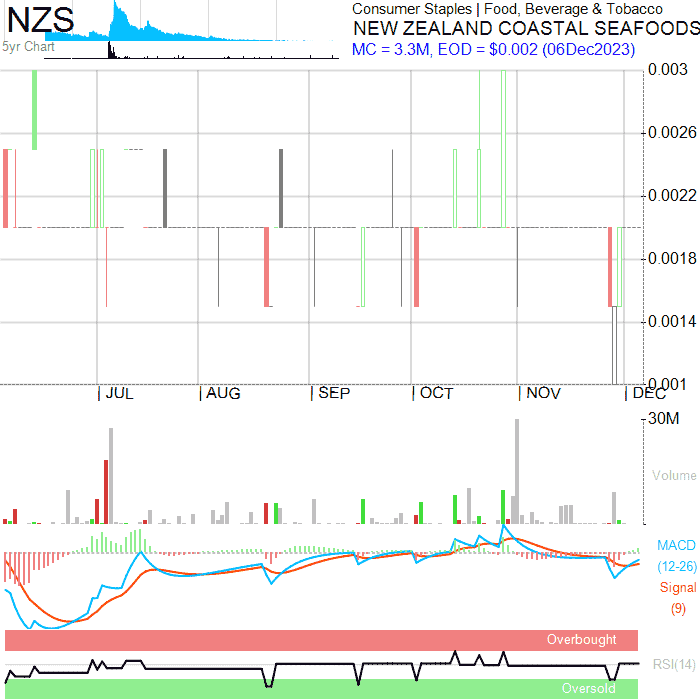 NZS
5yr Chart
Consumer Staples | Food, Beverage & Tobacco
NEW ZEALAND COASTAL SEAFOODS
MC = 3.3M, EOD = $0.002 (06Dec2023)
0.003
0.0026
0.0022
0.0018
0.0014
0.001
| JUL | AUG | SEP | OCT | NOV | DEC
30M
Volume
MACD
(12-26)
Signal
(9)
Overbought
RSI(14)
Oversold